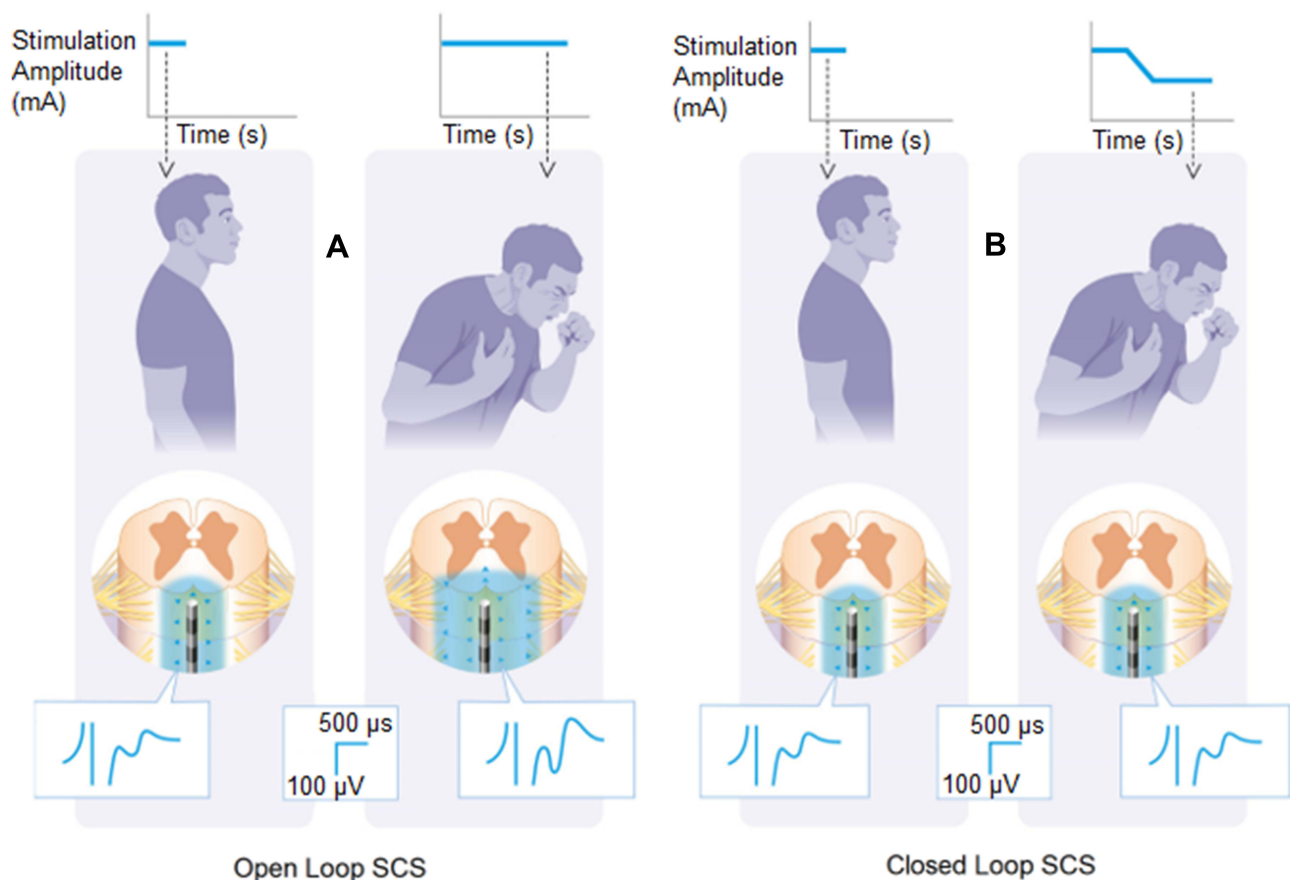 Stimulation
Amplitude
(mA)
Time (s)
Time (s)
Stimulation
Amplitude
(mA)
Time (s)
Time (s)
A
B
500 µs
100 µV
500 µs
100 µV
Open Loop SCS
Closed Loop SCS